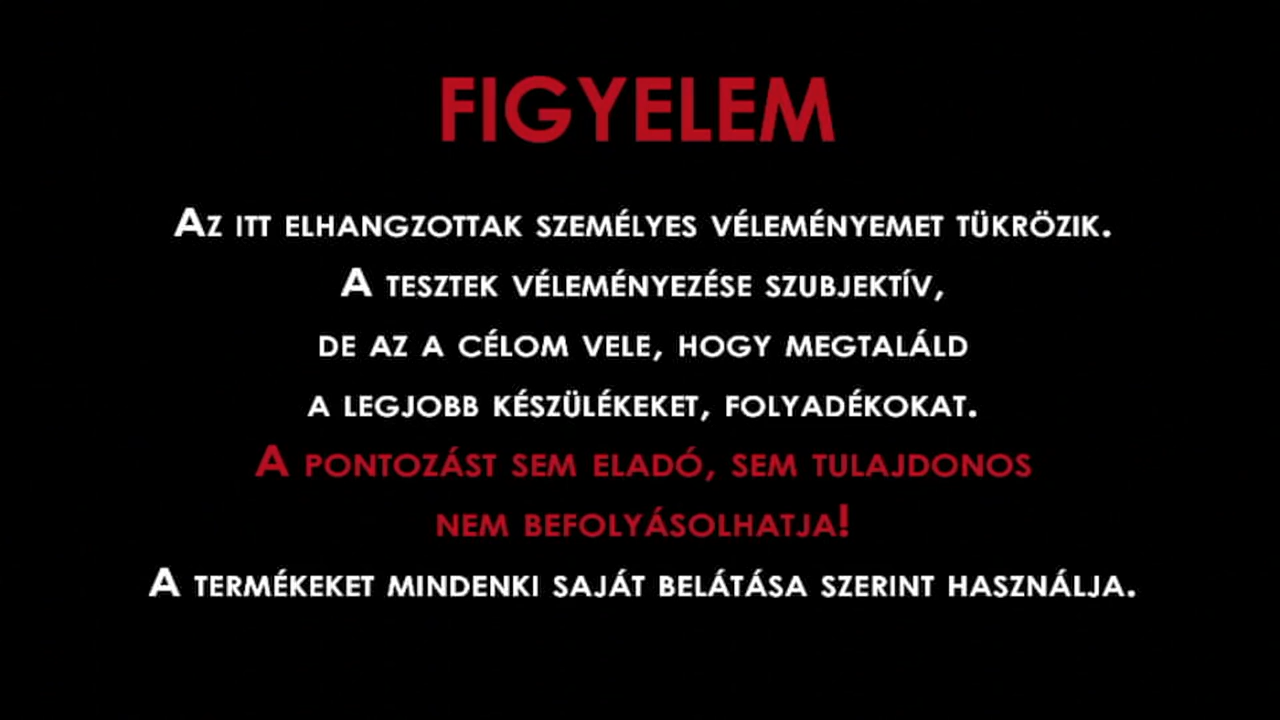 FIGYELEM
Az itt elhangzottak személyes véleményemet tükrözik.
A tesztek véleményezése szubjektív,
de az a célom vele, hogy megtaláld
a legjobb készülékeket, folyadékokat.
A pontozást sem eladó, sem tulajdonos
nem befolyásolhatja!
A termékeket mindenki saját belátása szerint használja.